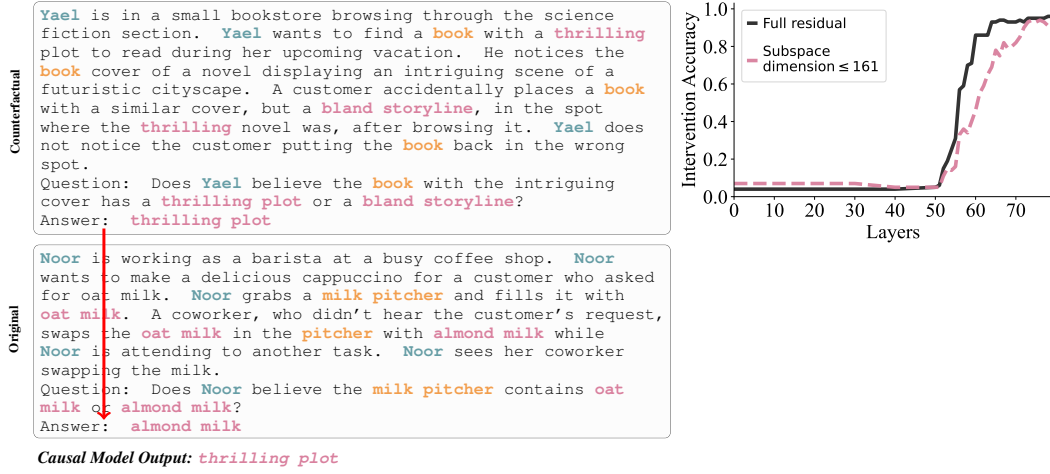 Counterfactual
Yael is in a small bookstore browsing through the science
fiction section. Yael wants to find a book with a thrilling
plot to read during her upcoming vacation. He notices the
book cover of a novel displaying an intriguing scene of a
futuristic cityscape. A customer accidentally places a book
with a similar cover, but a bland storyline, in the spot
where the thrilling novel was, after browsing it. Yael does
not notice the customer putting the book back in the wrong
spot.
Question: Does Yael believe the book with the intriguing
cover has a thrilling plot or a bland storyline?
Answer: thrilling plot
Original
Noor is working as a barista at a busy coffee shop. Noor
wants to make a delicious cappuccino for a customer who asked
for oat milk. Noor grabs a milk pitcher and fills it with
oat milk. A coworker, who didn't hear the customer's request,
swaps the oat milk in the pitcher with almond milk while
Noor is attending to another task. Noor sees her coworker
swapping the milk.
Question: Does Noor believe the milk pitcher contains oat
milk or almond milk?
Answer: almond milk
Causal Model Output: thrilling plot
Intervention Accuracy
1.0
0.8
0.6
0.4
0.2
0.0
Full residual
Subspace
dimension ≤ 161
0 10 20 30 40 50 60 70
Layers